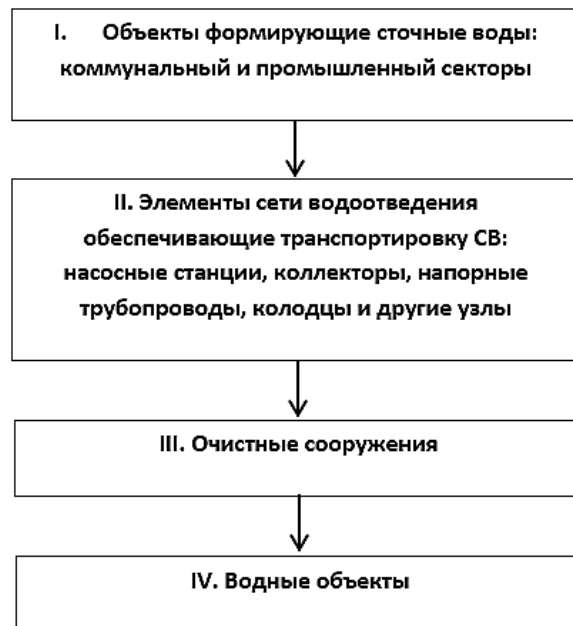 I. Объекты формирующие сточные воды:
коммунальный и промышленный секторы
II. Элементы сети водоотведения
обеспечивающие транспортировку СВ:
насосные станции, коллекторы, напорные
трубопроводы, колодцы и другие узлы
III. Очистные сооружения
IV. Водные объекты